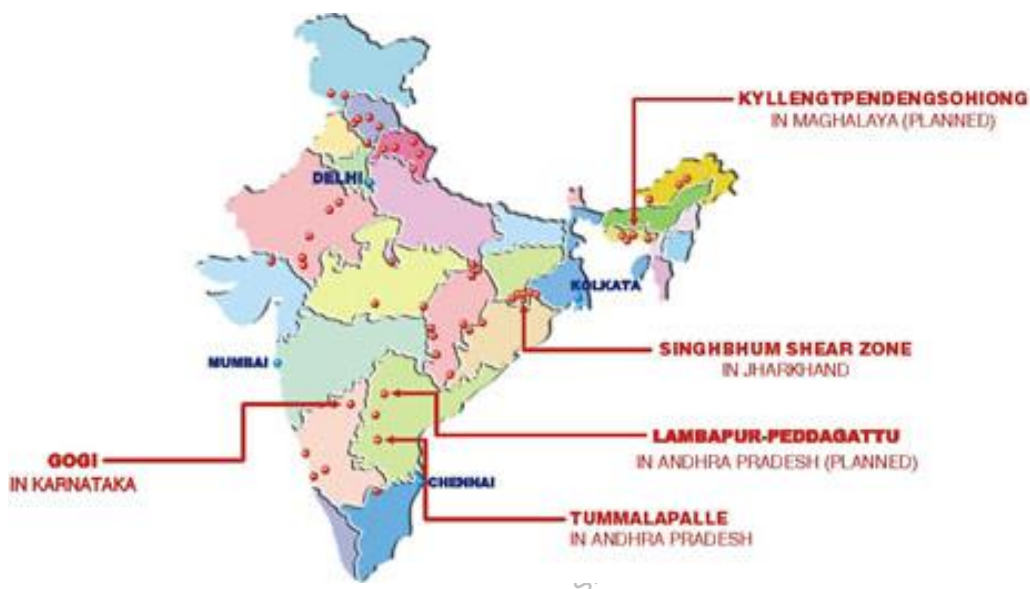 KYLLENGTPENDENGSOHIONG
IN MAGHALAYA (PLANNED)
DELHI
KOLKATA
SINGHBHUM SHEAR ZONE
IN JHARKHAND
MUMBAI
LAMBAPUR-PEDDAGATTU
IN ANDHRA PRADESH (PLANNED)
GOGI
IN KARNATAKA
CHENNAI
TUMMALAPALLE
IN ANDHRA PRADESH